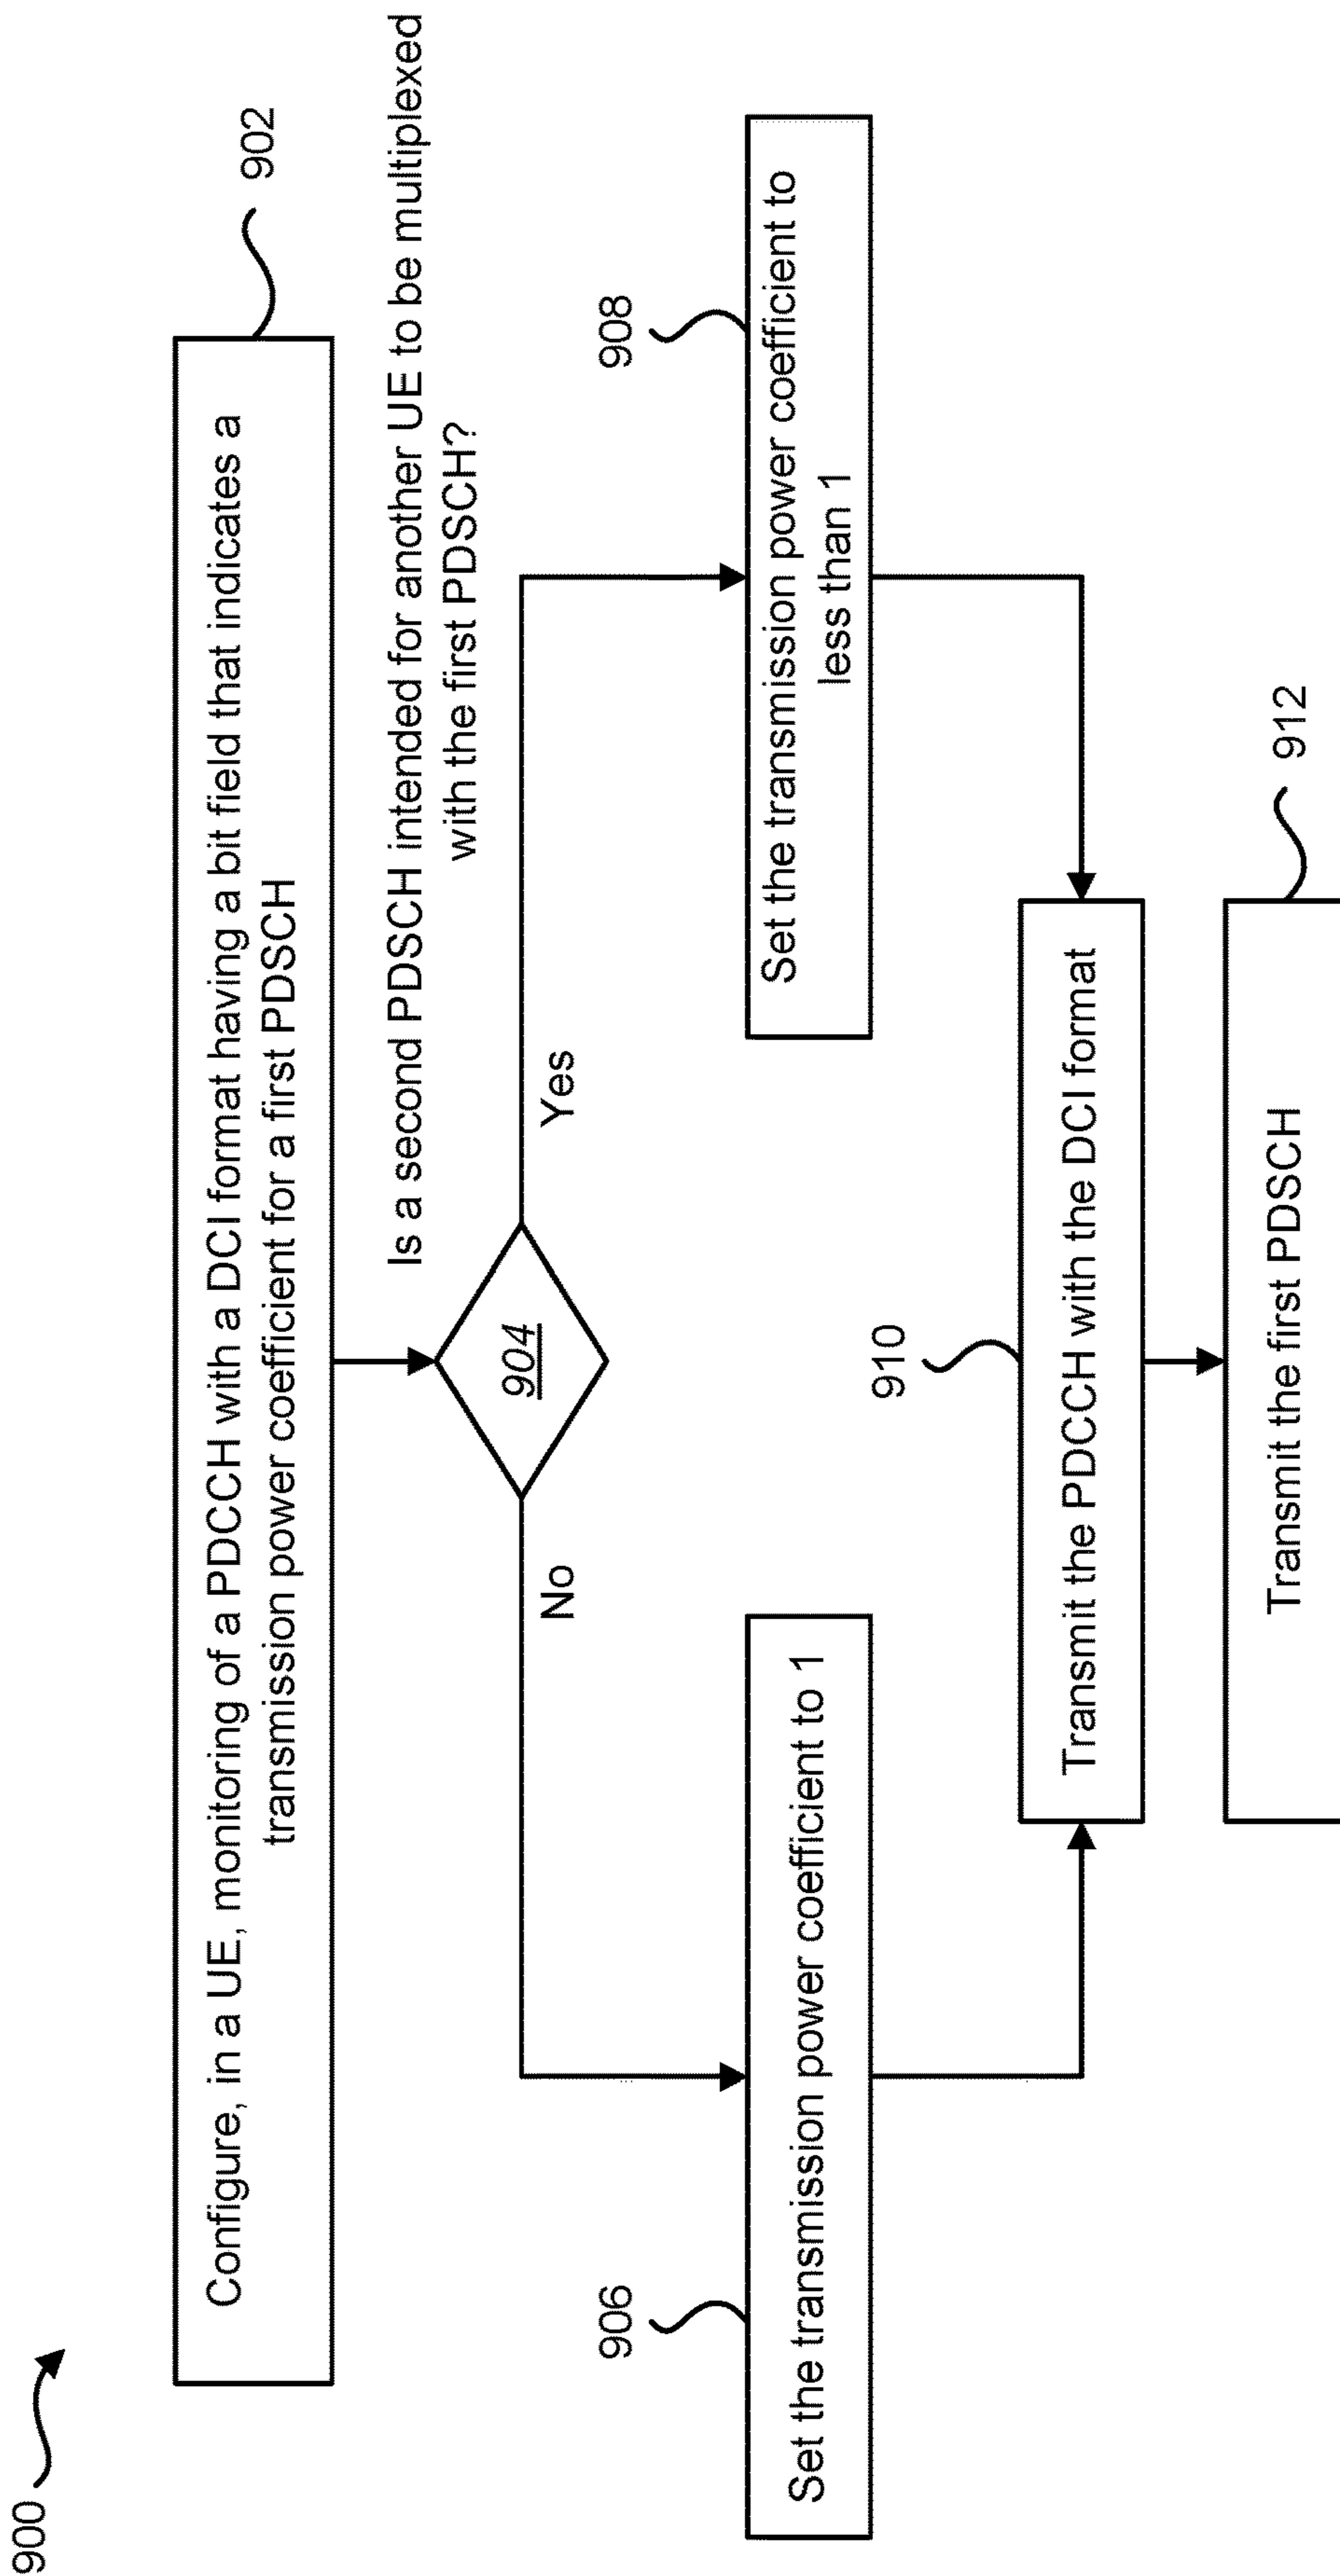 900
902
Configure, in a UE, monitoring of a PDCCH with a DCI format having a bit field that indicates a
transmission power coefficient for a first PDSCH
Is a second PDSCH intended for another UE to be multiplexed
with the first PDSCH?
904
No
Yes
906
Set the transmission power coefficient to 1
908
Set the transmission power coefficient to
less than 1
910
Transmit the PDCCH with the DCI format
912
Transmit the first PDSCH